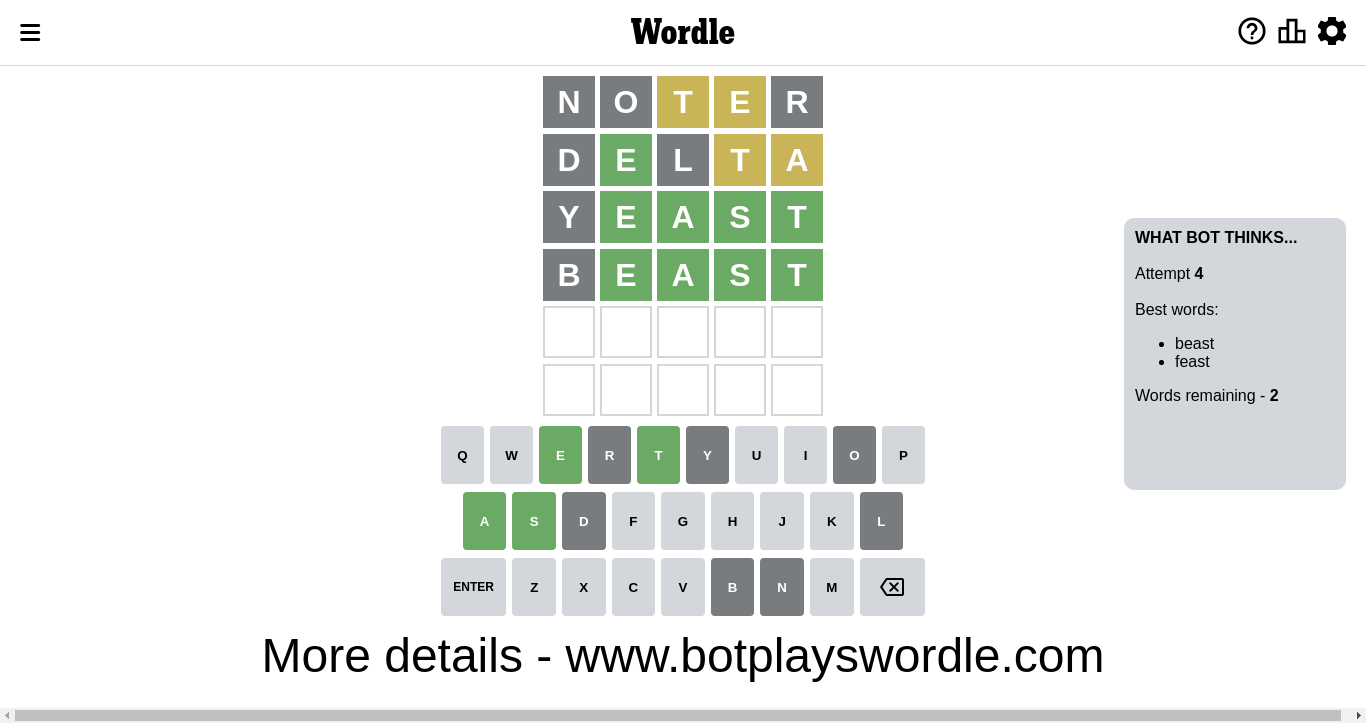 Wordle
N O T E R
D E L T A
Y E A S T
B E A S T
WHAT BOT THINKS...
Attempt 4
Best words:
beast
feast
Words remaining - 2
Q W E R T Y U I O P
A S D F G H J K L
ENTER Z X C V B N M
More details - www.botplayswordle.com